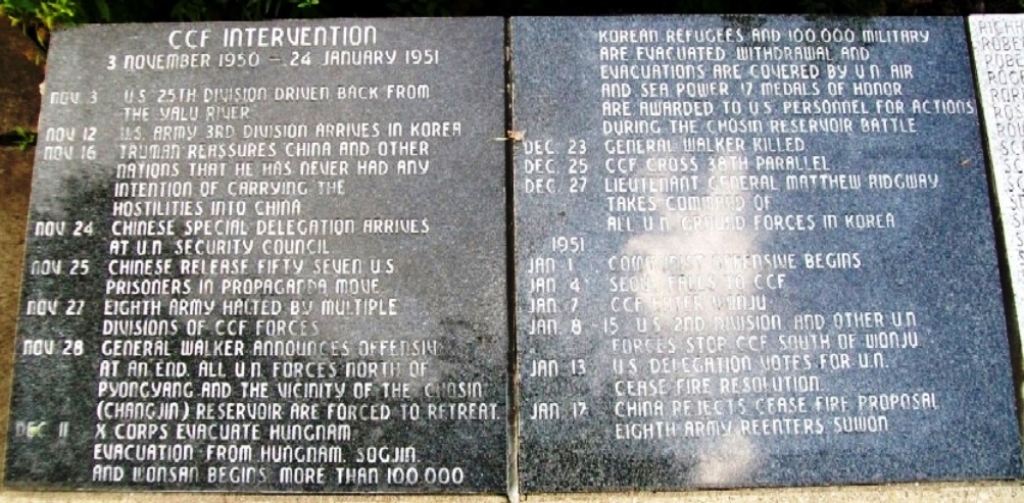 CCF INTERVENTION
3 NOVEMBER 1950 - 24 JANUARY 1951
NOV 3 U.S. 25TH DIVISION DRIVEN BACK FROM
THE YALU RIVER
NOV 12 U.S. ARMY 3RD DIVISION ARRIVES IN KOREA
NOV 16 TRUMAN REASSURES CHINA AND OTHER
NATIONS THAT HE HAS NEVER HAD ANY
INTENTION OF CARRYING THE
HOSTILITIES INTO CHINA
NOV 24 CHINESE SPECIAL DELEGATION ARRIVES
AT U.N. SECURITY COUNCIL
NOV 25 CHINESE RELEASE FIFTY SEVEN U.S.
PRISONERS IN PROPAGANDA MOVE
NOV 27 EIGHTH ARMY HALTED BY MULTIPLE
DIVISIONS OF CCF FORCES
NOV 28 GENERAL WALKER ANNOUNCES OFFENSIVE
AT AN END. ALL U.N. FORCES NORTH OF
PYONGYANG AND THE VICINITY OF THE CHOSIN
(CHANGJIN) RESERVOIR ARE FORCED TO RETREAT.
DEC 11 X CORPS EVACUATE HUNGNAM
EVACUATION FROM HUNGNAM, SOGJIN
AND WONSAN BEGINS MORE THAN 100 000
KOREAN REFUGEES AND 100,000 MILITARY
ARE EVACUATED WITHDRAWAL AND
EVACUATIONS ARE COVERED BY U.N. AIR
AND SEA POWER 17 MEDALS OF HONOR
ARE AWARDED TO U.S. PERSONNEL FOR ACTIONS
DURING THE CHOSIN RESERVOIR BATTLE
DEC. 23 GENERAL WALKER KILLED
DEC. 25 CCF CROSS 38TH PARALLEL
DEC. 27 LIEUTENANT GENERAL MATTHEW RIDGWAY
TAKES COMMAND OF
ALL U.N. GROUND FORCES IN KOREA
1951
JAN 1 COMMUNIST OFFENSIVE BEGINS
JAN 4 SEOUL FALLS TO CCF
JAN 7 CCF ENTER WONJU
JAN 8 - 15 U.S. 2ND DIVISION AND OTHER U.N.
FORCES STOP CCF SOUTH OF WONJU
JAN 13 U.S. DELEGATION VOTES FOR U.N.
CEASE FIRE RESOLUTION.
JAN 17 CHINA REJECTS CEASE FIRE PROPOSAL
EIGHTH ARMY REENTERS SUWON